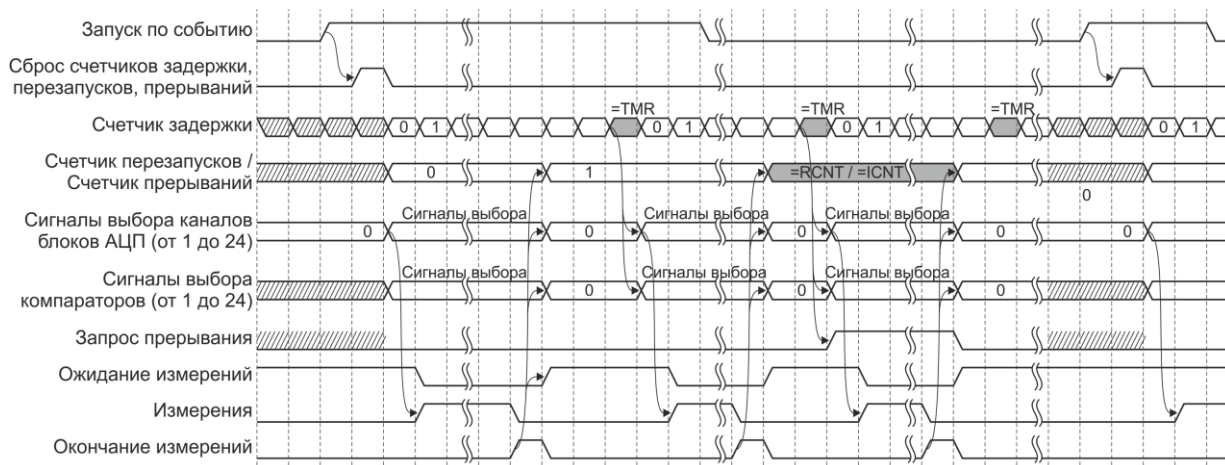 Запуск по событию
Сброс счетчиков задержки,
перезапусков, прерываний
=TMR =TMR =TMR
Счетчик задержки 0 1 0 1 0 1 0 1
Счетчик перезапусков /
Счетчик прерываний
0 1 =RCNT / =ICNT
0
Сигналы выбора каналов
блоков АЦП (от 1 до 24)
Сигналы выбора Сигналы выбора Сигналы выбора
0 0 0 0 0
Сигналы выбора
компараторов (от 1 до 24)
Сигналы выбора Сигналы выбора Сигналы выбора
0 0 0
Запрос прерывания
Ожидание измерений
Измерения
Окончание измерений